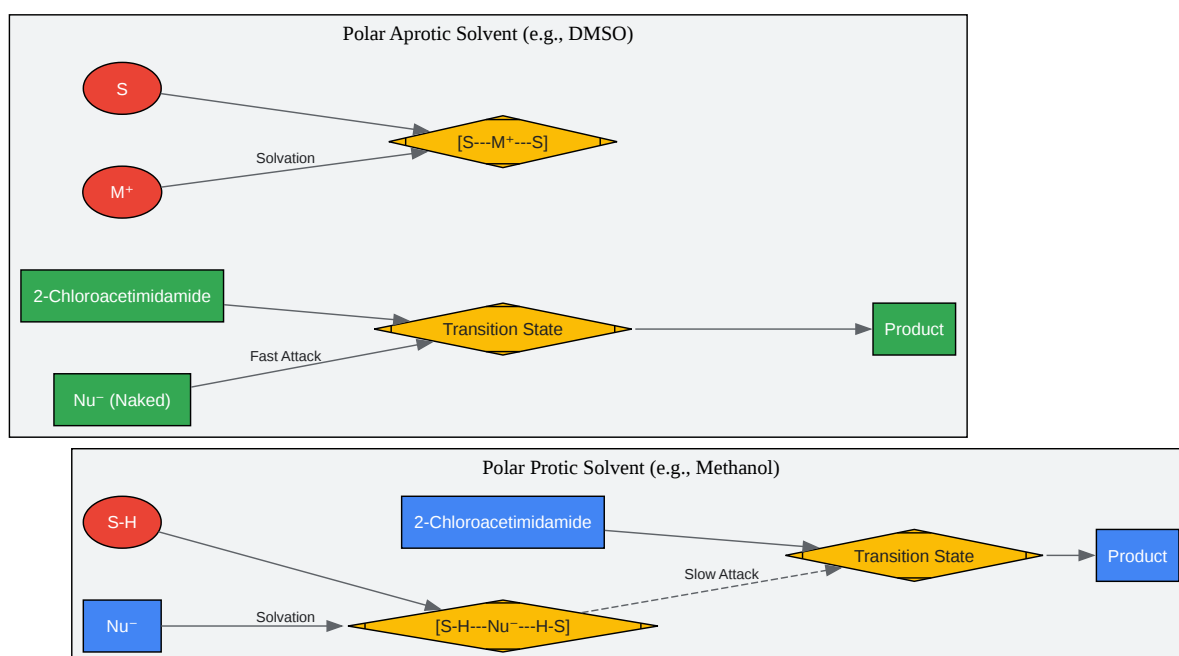 Polar Aprotic Solvent (e.g., DMSO)
S
[S---M⁺---S]
Solvation
M⁺
2-Chloroacetimidamide
Transition State
Product
Fast Attack
Nu⁻ (Naked)
Polar Protic Solvent (e.g., Methanol)
S-H
2-Chloroacetimidamide
Transition State
Product
Slow Attack
Solvation
Nu⁻
[S-H---Nu⁻---H-S]